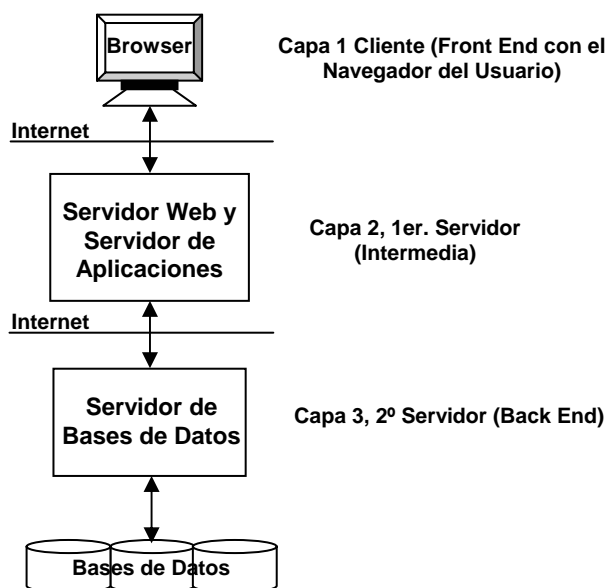 Browser
Capa 1 Cliente (Front End con el
Navegador del Usuario)
Internet
Servidor Web y
Servidor de
Aplicaciones
Capa 2, 1er. Servidor
(Intermedia)
Internet
Servidor de
Bases de Datos
Capa 3, 2º Servidor (Back End)
Bases de Datos